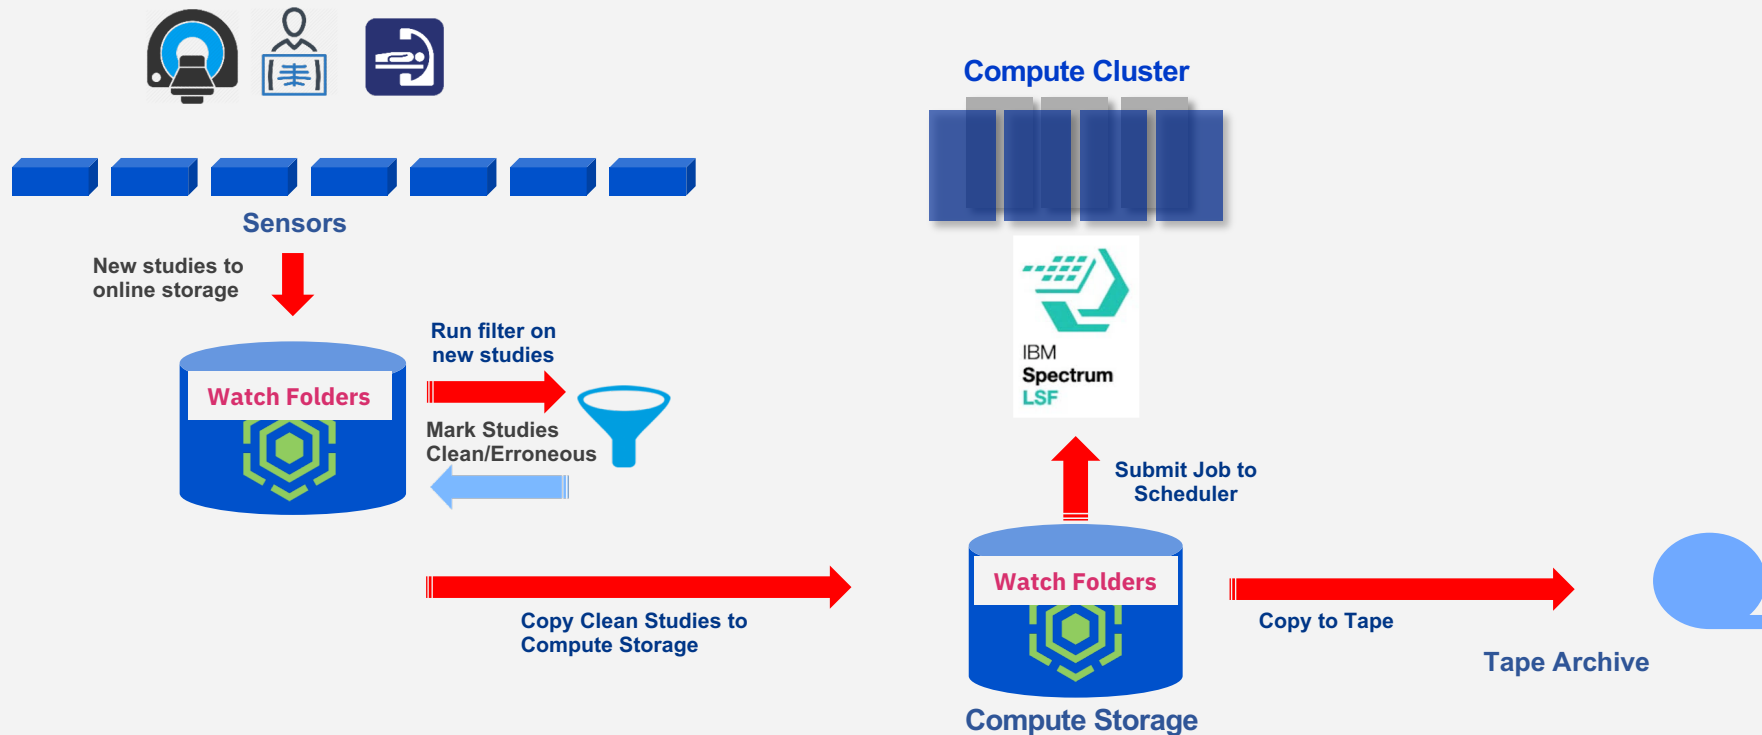 Compute Cluster
Sensors
New studies to
online storage
Run filter on
new studies
Watch Folders
Mark Studies
Clean/Erroneous
IBM
Spectrum
LSF
Submit Job to
Scheduler
Watch Folders
Copy Clean Studies to
Compute Storage
Copy to Tape
Tape Archive
Compute Storage